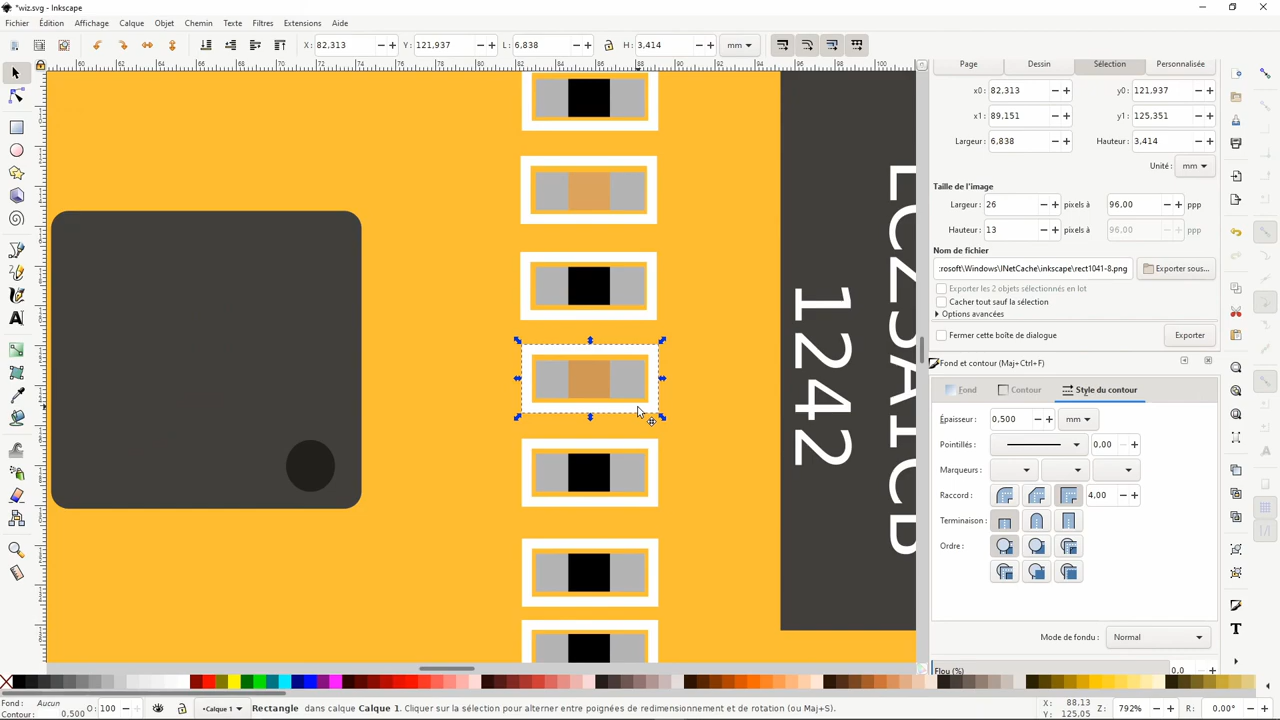 *wiz.svg - Inkscape
Fichier Édition Affichage Calque Objet Chemin Texte Filtres Extensions Aide
X: 82,313 Y: 121,937 L: 6,838 H: 3,414 mm
Page Dessin Sélection Personnalisée
x0: 82,313 y0: 121,937
x1: 89,151 y1: 125,351
Largeur: 6,838 Hauteur: 3,414
Unité: mm
Taille de l'image
Largeur : 26 pixels à 96.00 ppp
Hauteur : 13 pixels à 96.00 ppp
Nom de fichier
:rosoft\Windows\INetCache\inkscape\rect1041-8.png Exporter sous...
Exporter les 2 objets sélectionnés en lot
Cacher tout sauf la sélection
Options avancées
Fermer cette boîte de dialogue Exporter
Fond et contour (Maj+Ctrl+F)
Fond Contour Style du contour
Épaisseur : 0,500 mm
Pointillés : 0.00
Marqueurs :
Raccord : 4,00
Terminaison :
Ordre :
Mode de fondu : Normal
Flou (%) 0,0
LC25A1CB
1242
Fond : Aucun
Contour : 0,500
O: 100
•Calque 1
Rectangle dans calque Calque 1. Cliquer sur la sélection pour alterner entre poignées de redimensionnement et de rotation (ou Maj+S).
X: 88.13
Y: 125.05
Z: 792% R: 0.00°